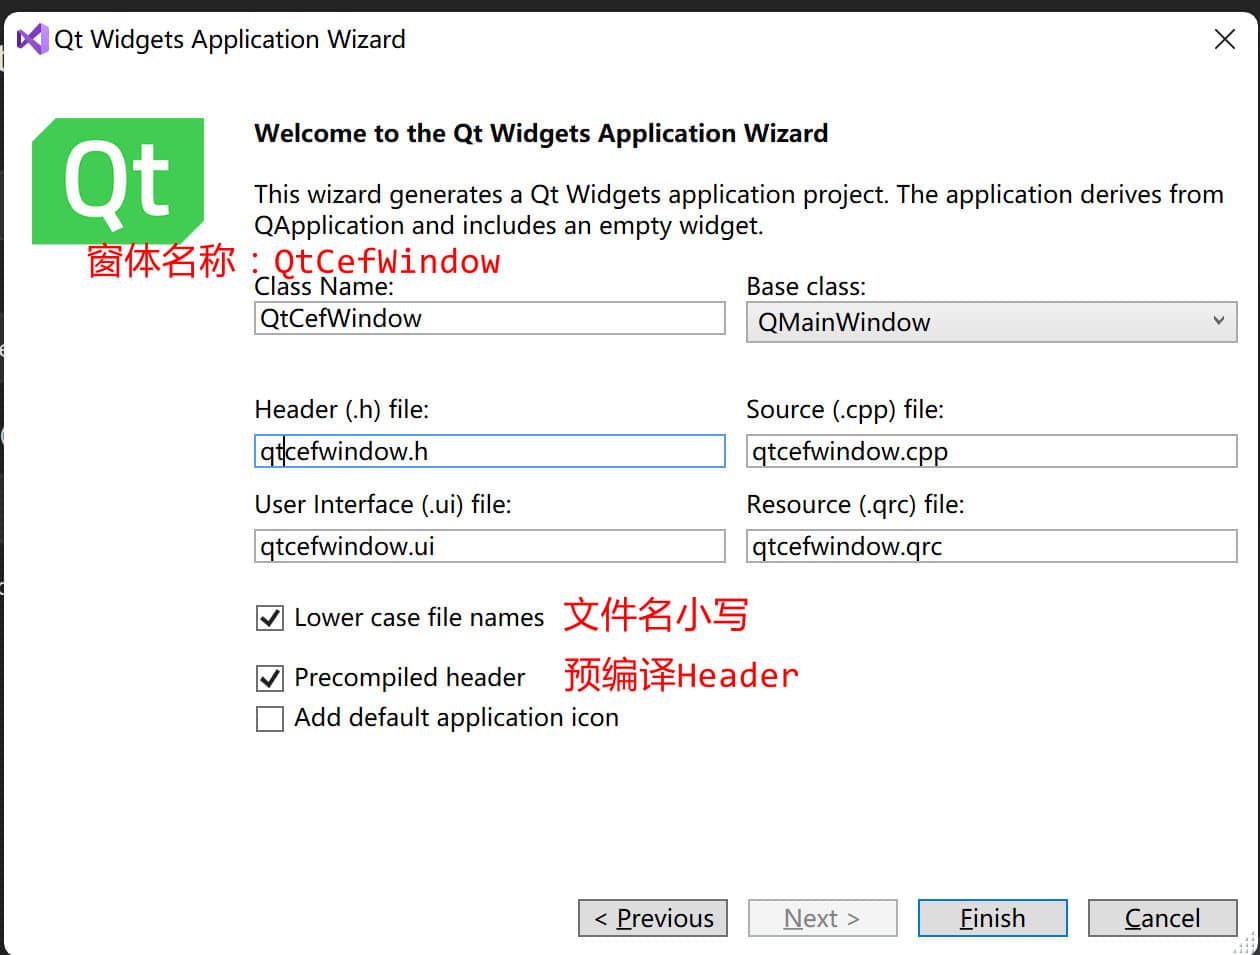 Qt Widgets Application Wizard
Qt
Welcome to the Qt Widgets Application Wizard
This wizard generates a Qt Widgets application project. The application derives from
QApplication and includes an empty widget.
窗体名称：QtCefWindow
Class Name:
Base class:
QtCefWindow
QMainWindow
Header (.h) file:
Source (.cpp) file:
qtcefwindow.h
qtcefwindow.cpp
User Interface (.ui) file:
Resource (.qrc) file:
qtcefwindow.ui
qtcefwindow.qrc
Lower case file names 文件名小写
Precompiled header 预编译Header
Add default application icon
< Previous
Next >
Finish
Cancel